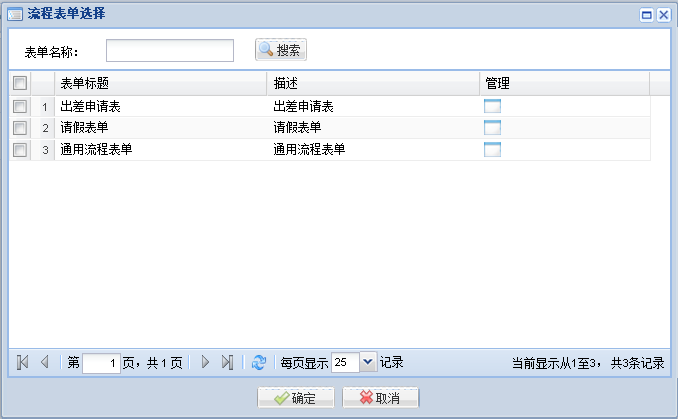 流程表单选择
表单名称： 搜索
表单标题 描述 管理
1 出差申请表 出差申请表
2 请假表单 请假表单
3 通用流程表单 通用流程表单
第 1 页，共 1 页 每页显示 25 记录 当前显示从1至3，共3条记录
确定 取消